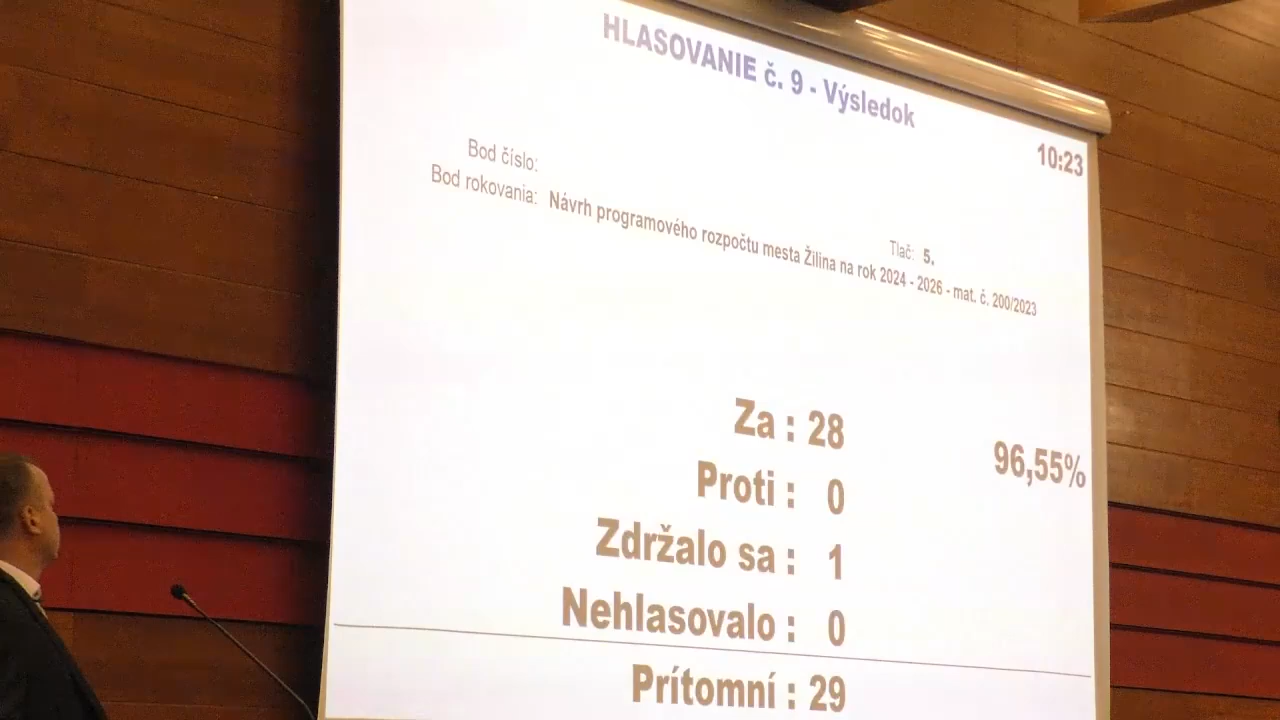 HLASOVANIE č. 9 - Výsledok
10:23
Bod číslo:
Tlač: 5.
Bod rokovania: Návrh programového rozpočtu mesta Žilina na rok 2024 - 2026 - mat. č. 200/2023
Za : 28
96,55%
Proti : 0
Zdržalo sa : 1
Nehlasovalo : 0
Prítomní : 29